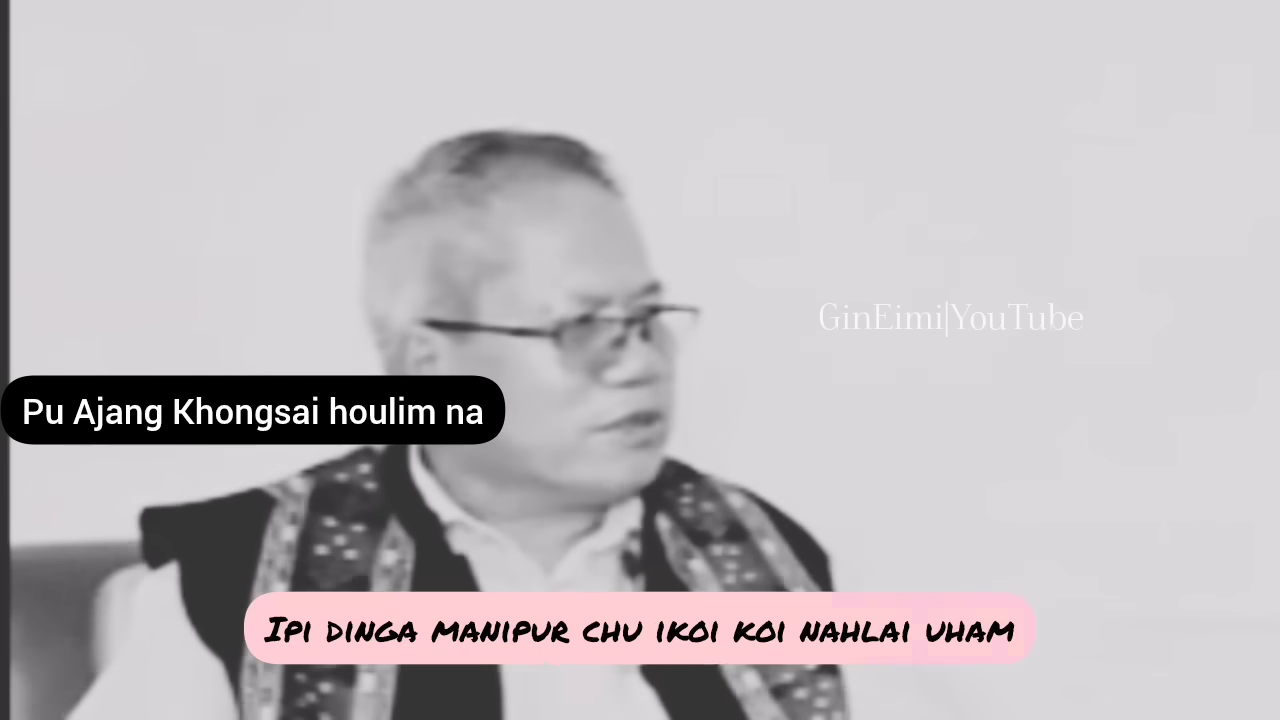 GinEimi|YouTube
Pu Ajang Khongsai houlim na
IPI DINGA MANIPUR CHU IKOI KOI NAHLAI UHAM